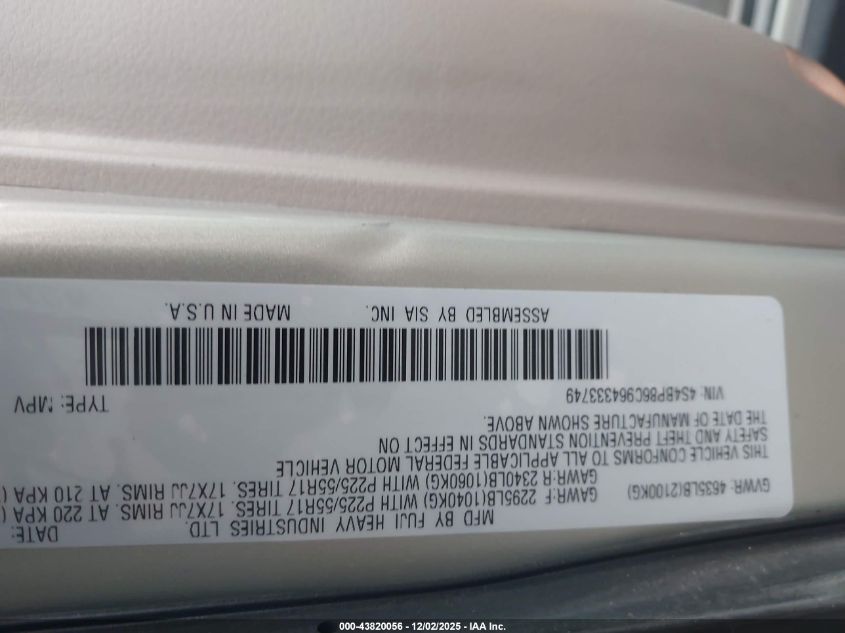 MFD BY FUJI HEAVY INDUSTRIES LTD. DATE:
GVWR: 4635LB(2100KG) GAWR:F 2295LB(1040KG) WITH P225/55R17 TIRES. 17X7JJ RIMS. AT 220 KPA (
GAWR:R 2340LB(1060KG) WITH P225/55R17 TIRES. 17X7JJ RIMS. AT 210 KPA (
THIS VEHICLE CONFORMS TO ALL APPLICABLE FEDERAL MOTOR VEHICLE
SAFETY AND THEFT PREVENTION STANDARDS IN EFFECT ON
THE DATE OF MANUFACTURE SHOWN ABOVE.
VIN: 4S4BP86C964333749 TYPE: MPV
ASSEMBLED BY SIA INC. MADE IN U.S.A.
000-43820056 - 12/02/2025 - IAA Inc.